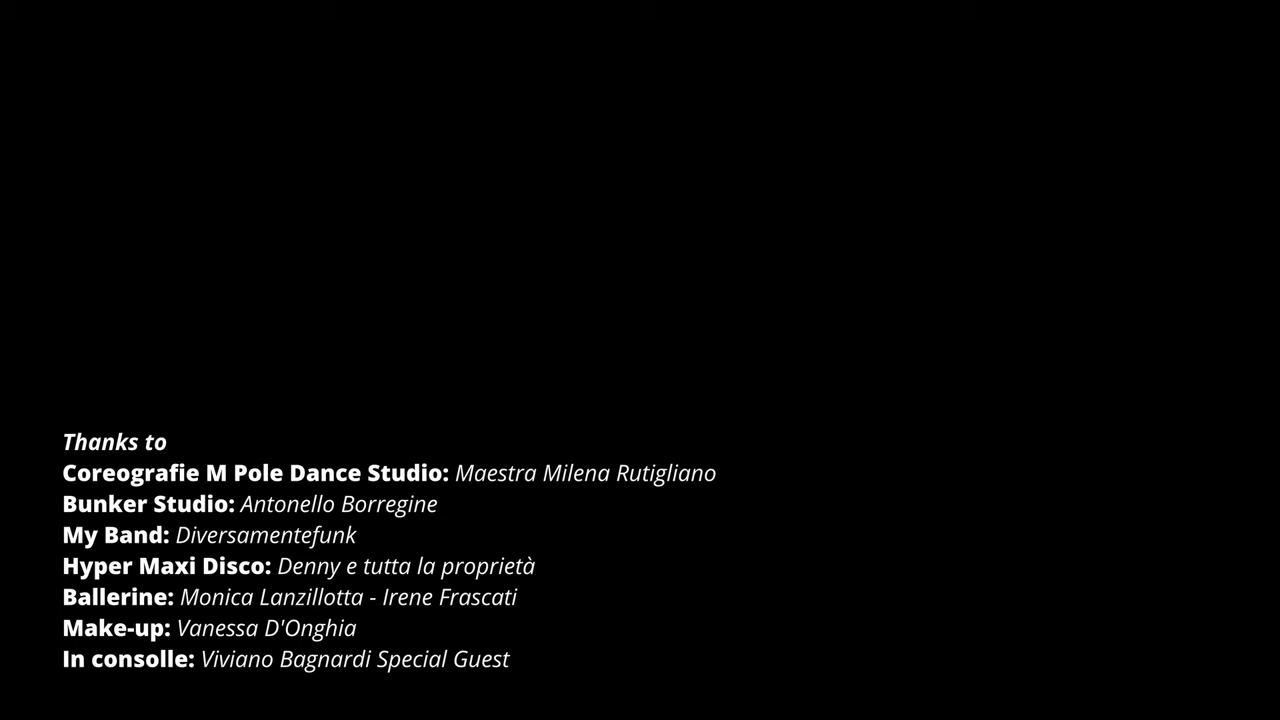 Thanks to
Coreografie M Pole Dance Studio: Maestra Milena Rutigliano
Bunker Studio: Antonello Borregine
My Band: Diversamentefunk
Hyper Maxi Disco: Denny e tutta la proprietà
Ballerine: Monica Lanzillotta - Irene Frascati
Make-up: Vanessa D'Onghia
In consolle: Viviano Bagnardi Special Guest